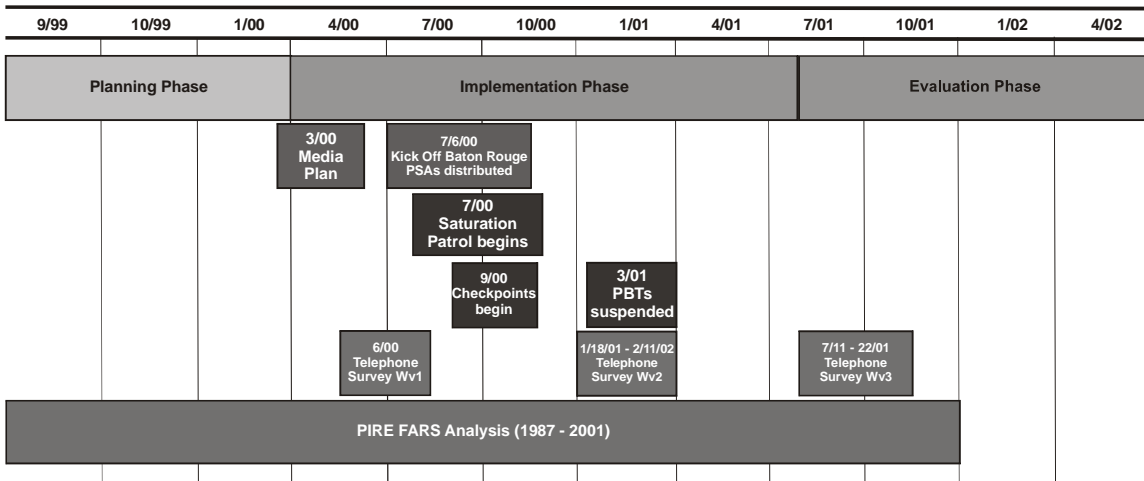 9/99 10/99 1/00 4/00 7/00 10/00 1/01 4/01 7/01 10/01 1/02 4/02
Planning Phase Implementation Phase Evaluation Phase
3/00
Media
Plan
7/6/00
Kick Off Baton Rouge
PSAs distributed
7/00
Saturation
Patrol begins
9/00
Checkpoints
begin
3/01
PBTs
suspended
6/00
Telephone
Survey Wv1
1/18/01 - 2/11/02
Telephone
Survey Wv2
7/11 - 22/01
Telephone
Survey Wv3
PIRE FARS Analysis (1987 - 2001)